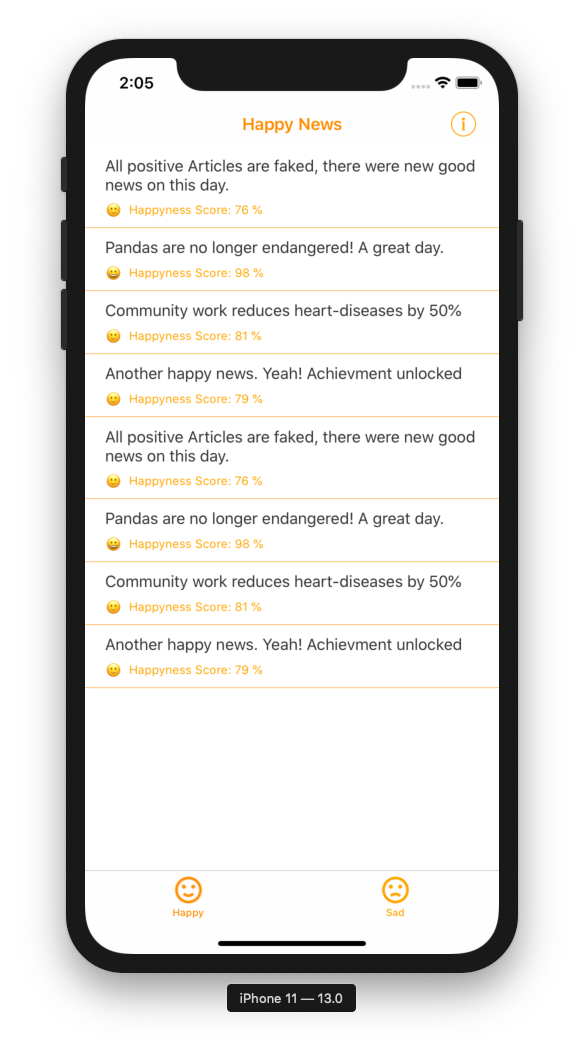 2:05
Happy News
All positive Articles are faked, there were new good
news on this day.
Happyness Score: 76 %
Pandas are no longer endangered! A great day.
Happyness Score: 98 %
Community work reduces heart-diseases by 50%
Happyness Score: 81 %
Another happy news. Yeah! Achievment unlocked
Happyness Score: 79 %
All positive Articles are faked, there were new good
news on this day.
Happyness Score: 76 %
Pandas are no longer endangered! A great day.
Happyness Score: 98 %
Community work reduces heart-diseases by 50%
Happyness Score: 81 %
Another happy news. Yeah! Achievment unlocked
Happyness Score: 79 %
Happy
Sad
iPhone 11 — 13.0